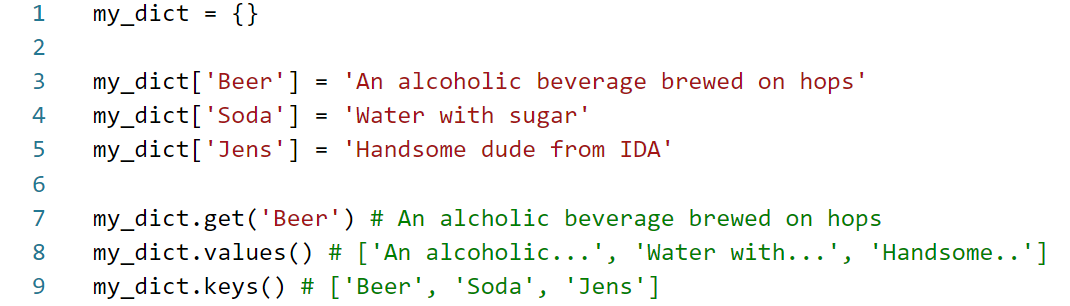 1 my_dict = {}
2
3 my_dict['Beer'] = 'An alcoholic beverage brewed on hops'
4 my_dict['Soda'] = 'Water with sugar'
5 my_dict['Jens'] = 'Handsome dude from IDA'
6
7 my_dict.get('Beer') # An alcholic beverage brewed on hops
8 my_dict.values() # ['An alcoholic...', 'Water with...', 'Handsome..']
9 my_dict.keys() # ['Beer', 'Soda', 'Jens']